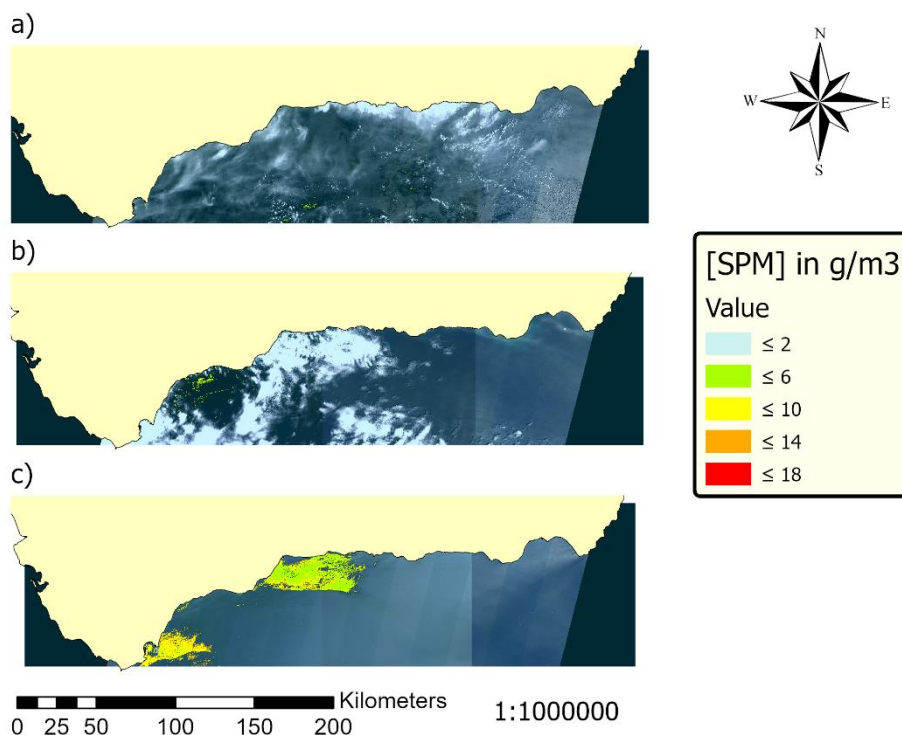 a)
N
W
E
S
b)
[SPM] in g/m3
Value
≤ 2
≤ 6
≤ 10
≤ 14
≤ 18
c)
Kilometers
0 25 50 100 150 200
1:1000000